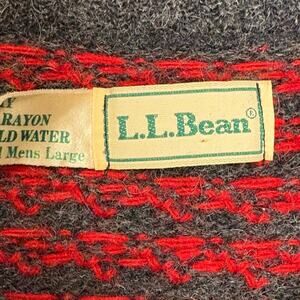 RAYON
LD WATER
Mens Large
L.L.Bean®